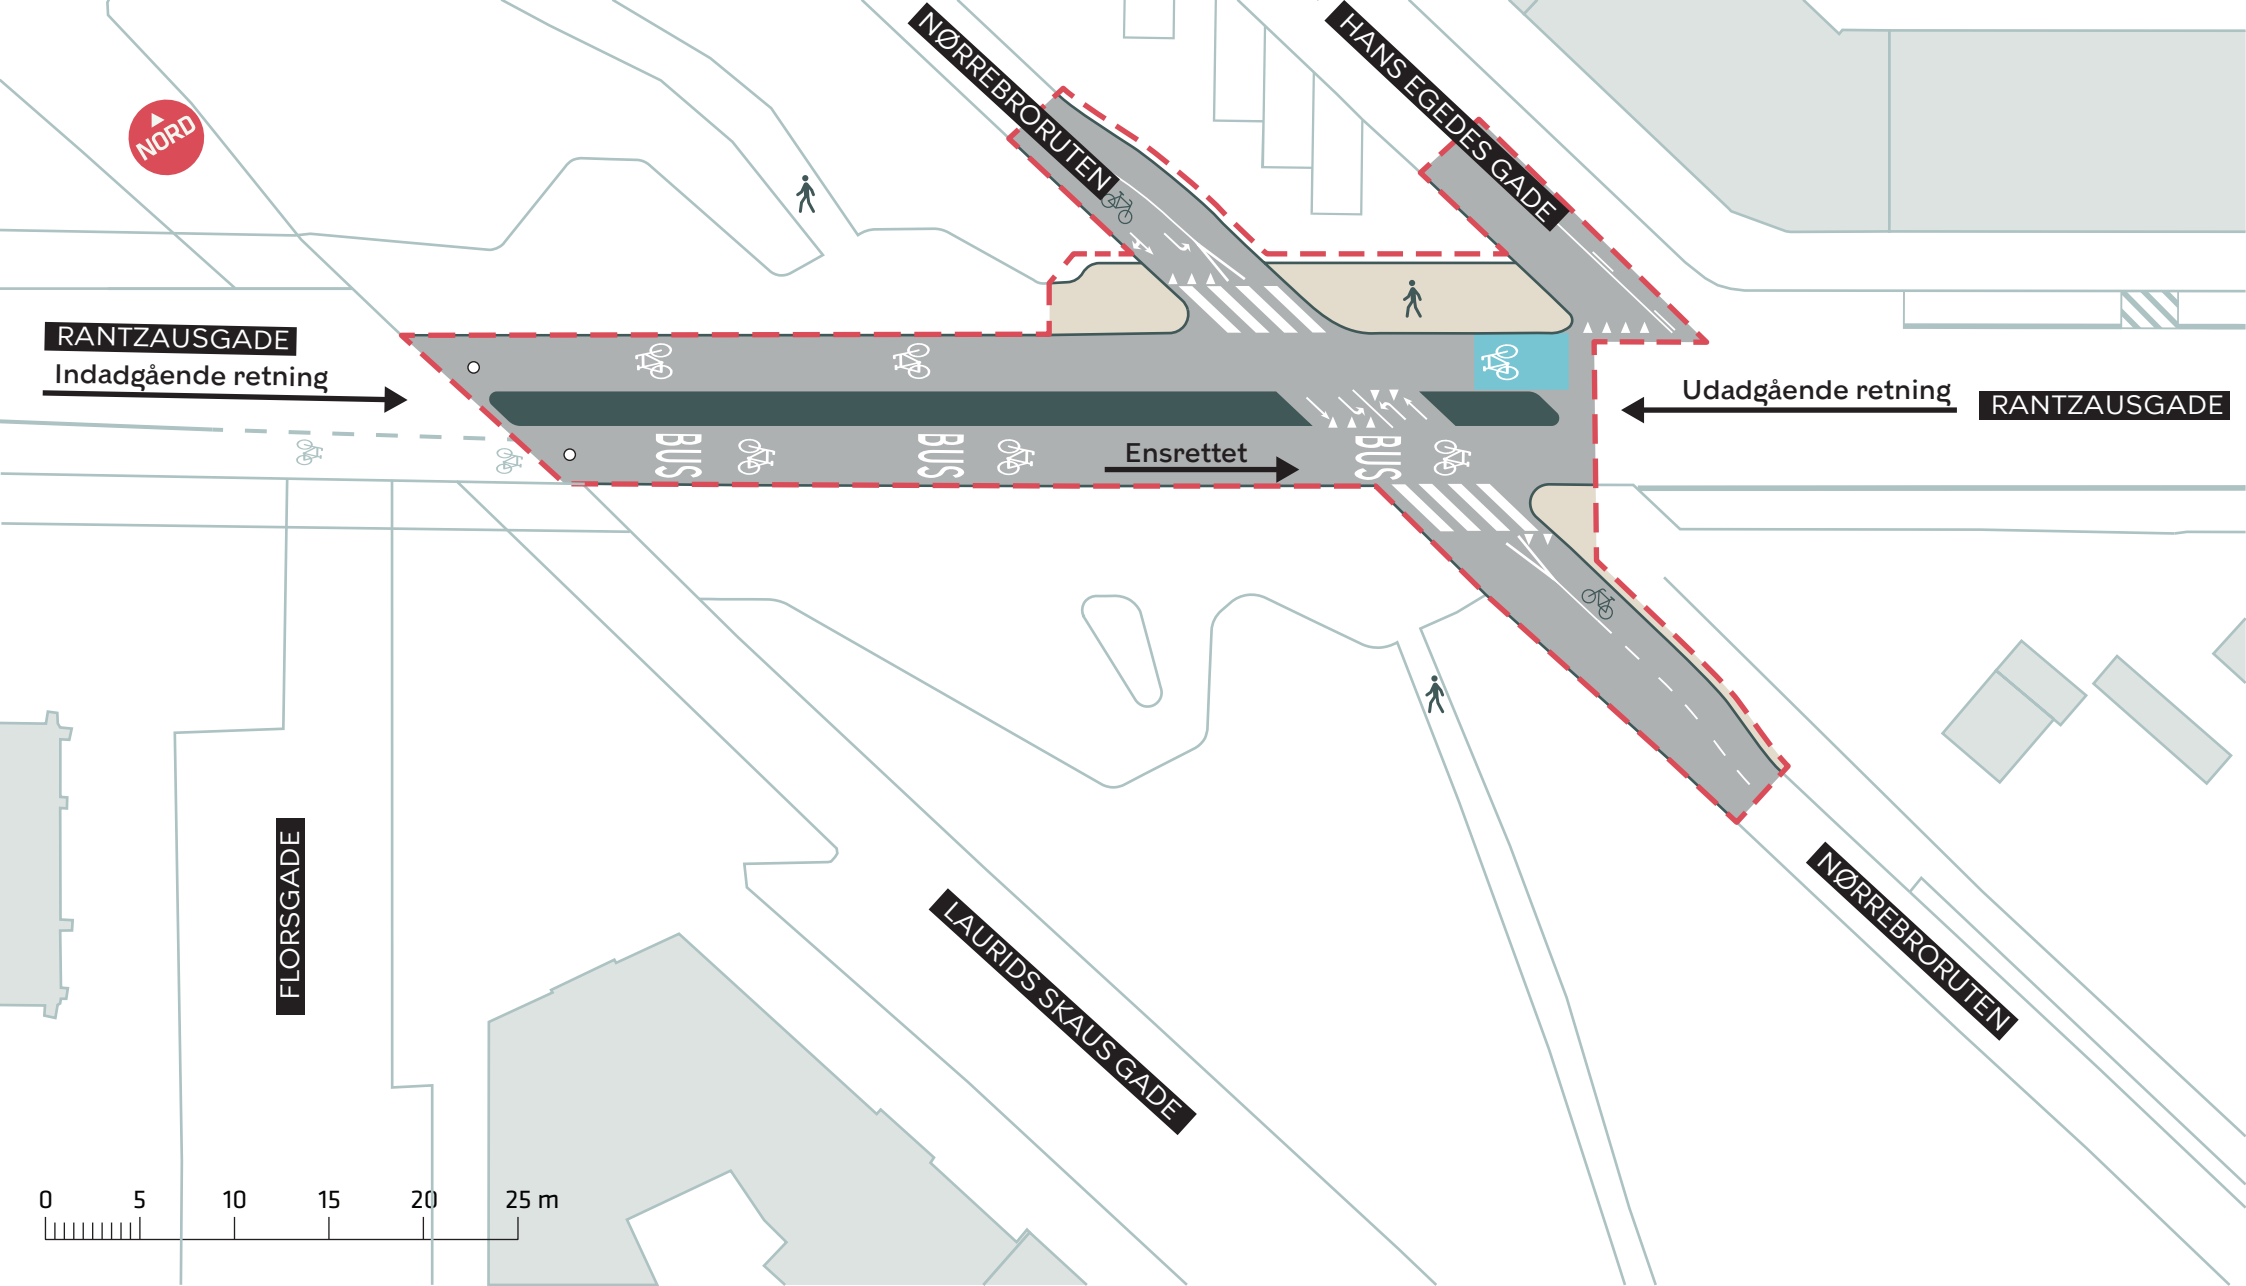 NØRREBRORUTEN
HANS EGEDES GADE
NORD
RANTZAUSGADE
Indadgående retning
Udadgående retning
RANTZAUSGADE
BUS
BUS
Ensrettet
BUS
FLORSGADE
LAURIDS SKAUS GADE
NØRREBRORUTEN
0 5 10 15 20 25 m